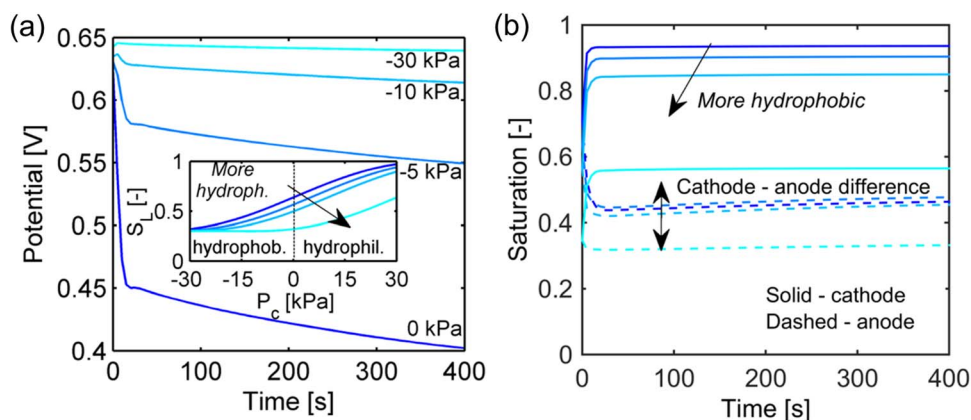 (a)
0.65
0.6
0.55
0.5
0.45
0.4
Potential [V]
-30 kPa
-10 kPa
-5 kPa
0 kPa
1
0.5
0
S_L [-]
More
hydroph.
hydrophob.
hydrophil.
-30
-15
0
15
30
P_c [kPa]
0
100
200
300
400
Time [s]
(b)
1
0.8
0.6
0.4
0.2
0
Saturation [-]
More hydrophobic
Cathode - anode difference
Solid - cathode
Dashed - anode
0
100
200
300
400
Time [s]